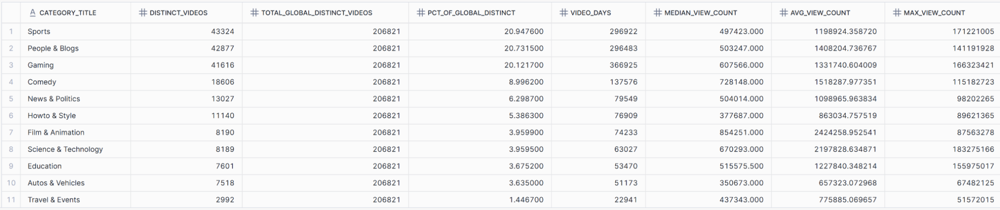 CATEGORY_TITLE DISTINCT_VIDEOS TOTAL_GLOBAL_DISTINCT_VIDEOS PCT_OF_GLOBAL_DISTINCT VIDEO_DAYS MEDIAN_VIEW_COUNT AVG_VIEW_COUNT MAX_VIEW_COUNT
1 Sports 43324 206821 20.947600 296922 497423.000 1198924.358720 171221005
2 People & Blogs 42877 206821 20.731500 296483 503247.000 1408204.736767 141191928
3 Gaming 41616 206821 20.121700 366925 607566.000 1331740.604009 166323421
4 Comedy 18606 206821 8.996200 137576 728148.000 1518287.977351 115182723
5 News & Politics 13027 206821 6.298700 79549 504014.000 1098965.963834 98202265
6 Howto & Style 11140 206821 5.386300 76909 377687.000 863034.757519 89621365
7 Film & Animation 8190 206821 3.959900 74233 854251.000 2424258.952541 87563278
8 Science & Technology 8189 206821 3.959500 63027 670293.000 2197828.634871 183275166
9 Education 7601 206821 3.675200 53470 515575.500 1227840.348214 155975017
10 Autos & Vehicles 7518 206821 3.635000 51173 350673.000 657323.072968 67482125
11 Travel & Events 2992 206821 1.446700 22941 437343.000 775885.069657 51572015